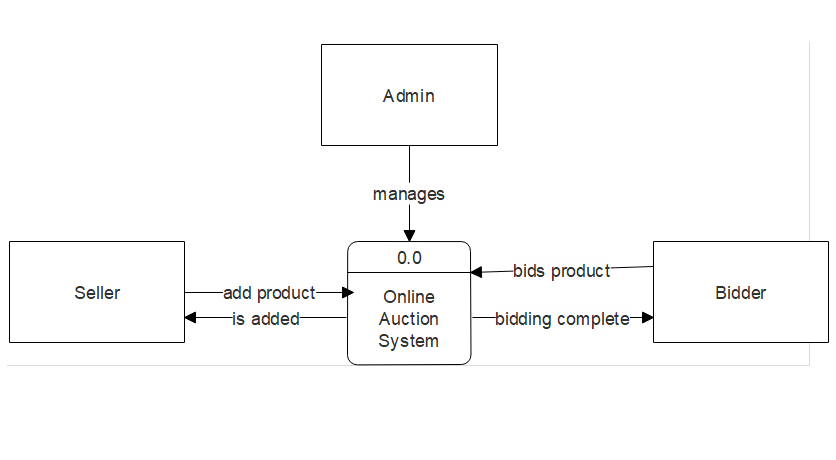 Admin
manages
0.0
Seller
add product
is added
Online
Auction
System
bids product
bidding complete
Bidder